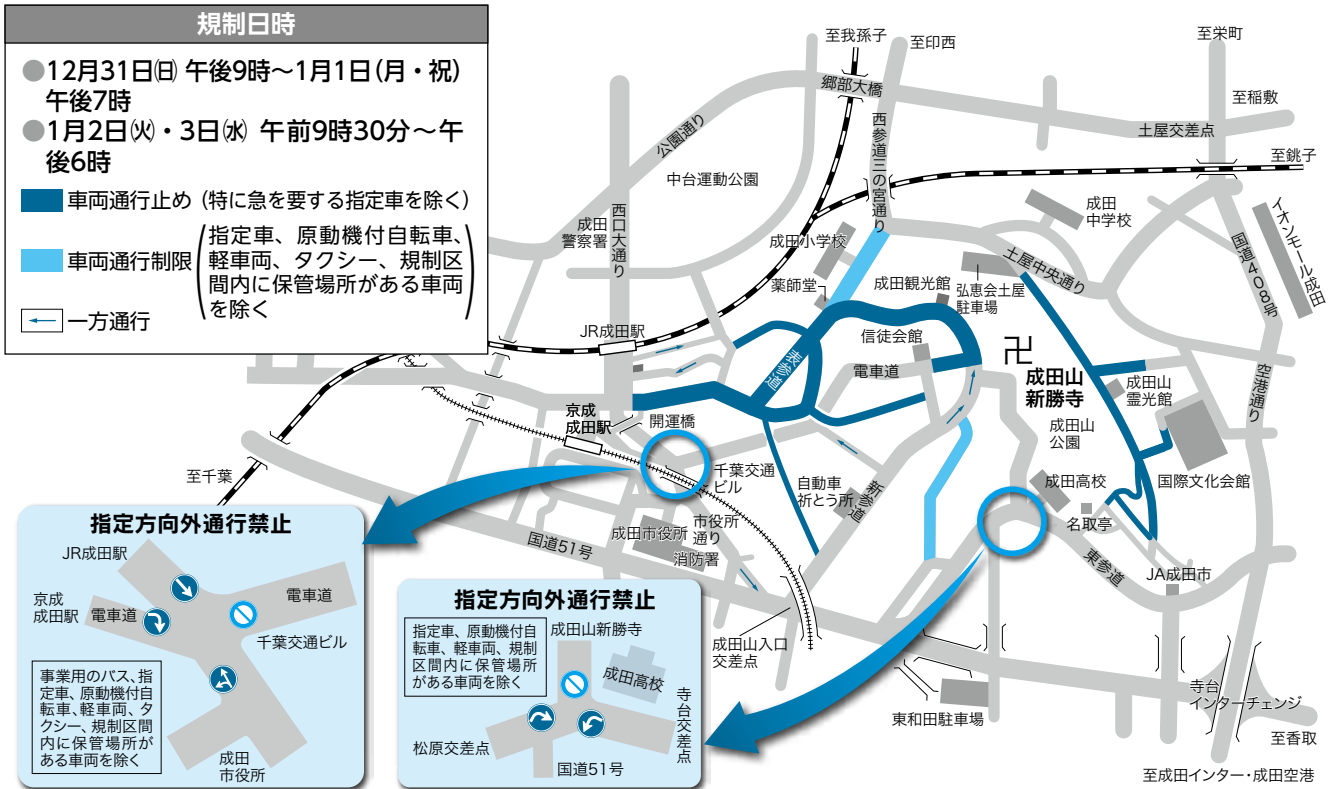 規制日時
●12月31日㈰ 午後9時～1月1日(月・祝)
午後7時
●1月2日㈫・3日㈬ 午前9時30分～午
後6時
車両通行止め（特に急を要する指定車を除く）
車両通行制限
指定車、原動機付自転車、
軽車両、タクシー、規制区
間内に保管場所がある車両
を除く
一方通行
至我孫子
至印西
至栄町
郷部大橋
至稲敷
土屋交差点
至銚子
公園通り
西参道三の宮通り
中台運動公園
成田
中学校
イオンモール成田
国道408号
西口大通り
成田
警察署
成田小学校
土屋中央通り
薬師堂
成田観光館
弘恵会土屋
駐車場
JR成田駅
信徒会館
卍
表参道
電車道
成田山
新勝寺
成田山
霊光館
空港通り
京成
成田駅
開運橋
成田山
公園
至千葉
千葉交通
ビル
自動車
祈とう所
新参道
成田高校
国際文化会館
名取亭
成田市役所
市役所
通り
消防署
国道51号
東参道
JA成田市
成田山入口
交差点
東和田駐車場
寺台
インターチェンジ
至香取
至成田インター・成田空港
指定方向外通行禁止
JR成田駅
京成
成田駅
電車道
電車道
千葉交通ビル
事業用のバス、指
定車、原動機付自
転車、軽車両、タ
クシー、規制区間
内に保管場所が
ある車両を除く
成田
市役所
指定方向外通行禁止
指定車、原動機付自
転車、軽車両、規制
区間内に保管場所
がある車両を除く
成田山新勝寺
成田高校
寺台交差点
松原交差点
国道51号